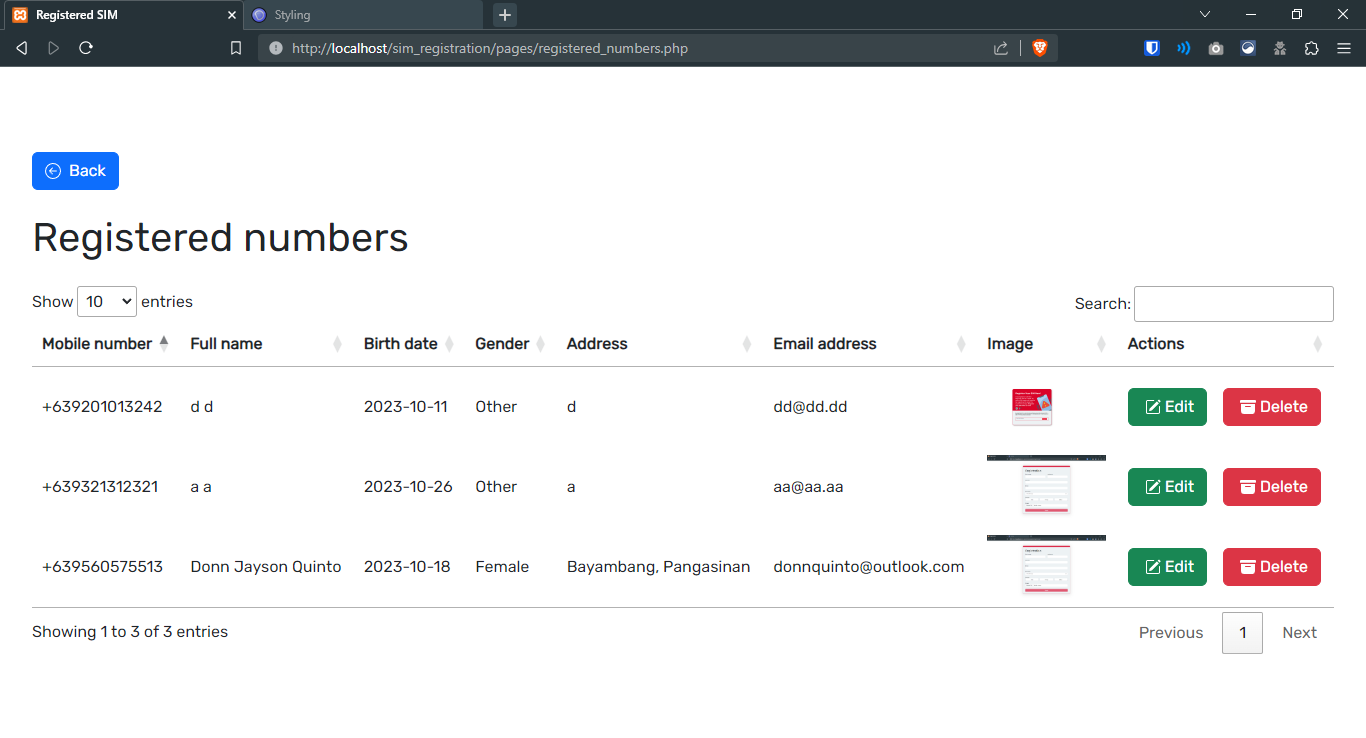 Registered SIM
Styling
http://localhost/sim_registration/pages/registered_numbers.php
Back
Registered numbers
Show 10 entries
Search:
Mobile number Full name Birth date Gender Address Email address Image Actions
+639201013242 d d 2023-10-11 Other d dd@dd.dd Edit Delete
+639321312321 a a 2023-10-26 Other a aa@aa.aa Edit Delete
+639560575513 Donn Jayson Quinto 2023-10-18 Female Bayambang, Pangasinan donnquinto@outlook.com Edit Delete
Showing 1 to 3 of 3 entries
Previous 1 Next